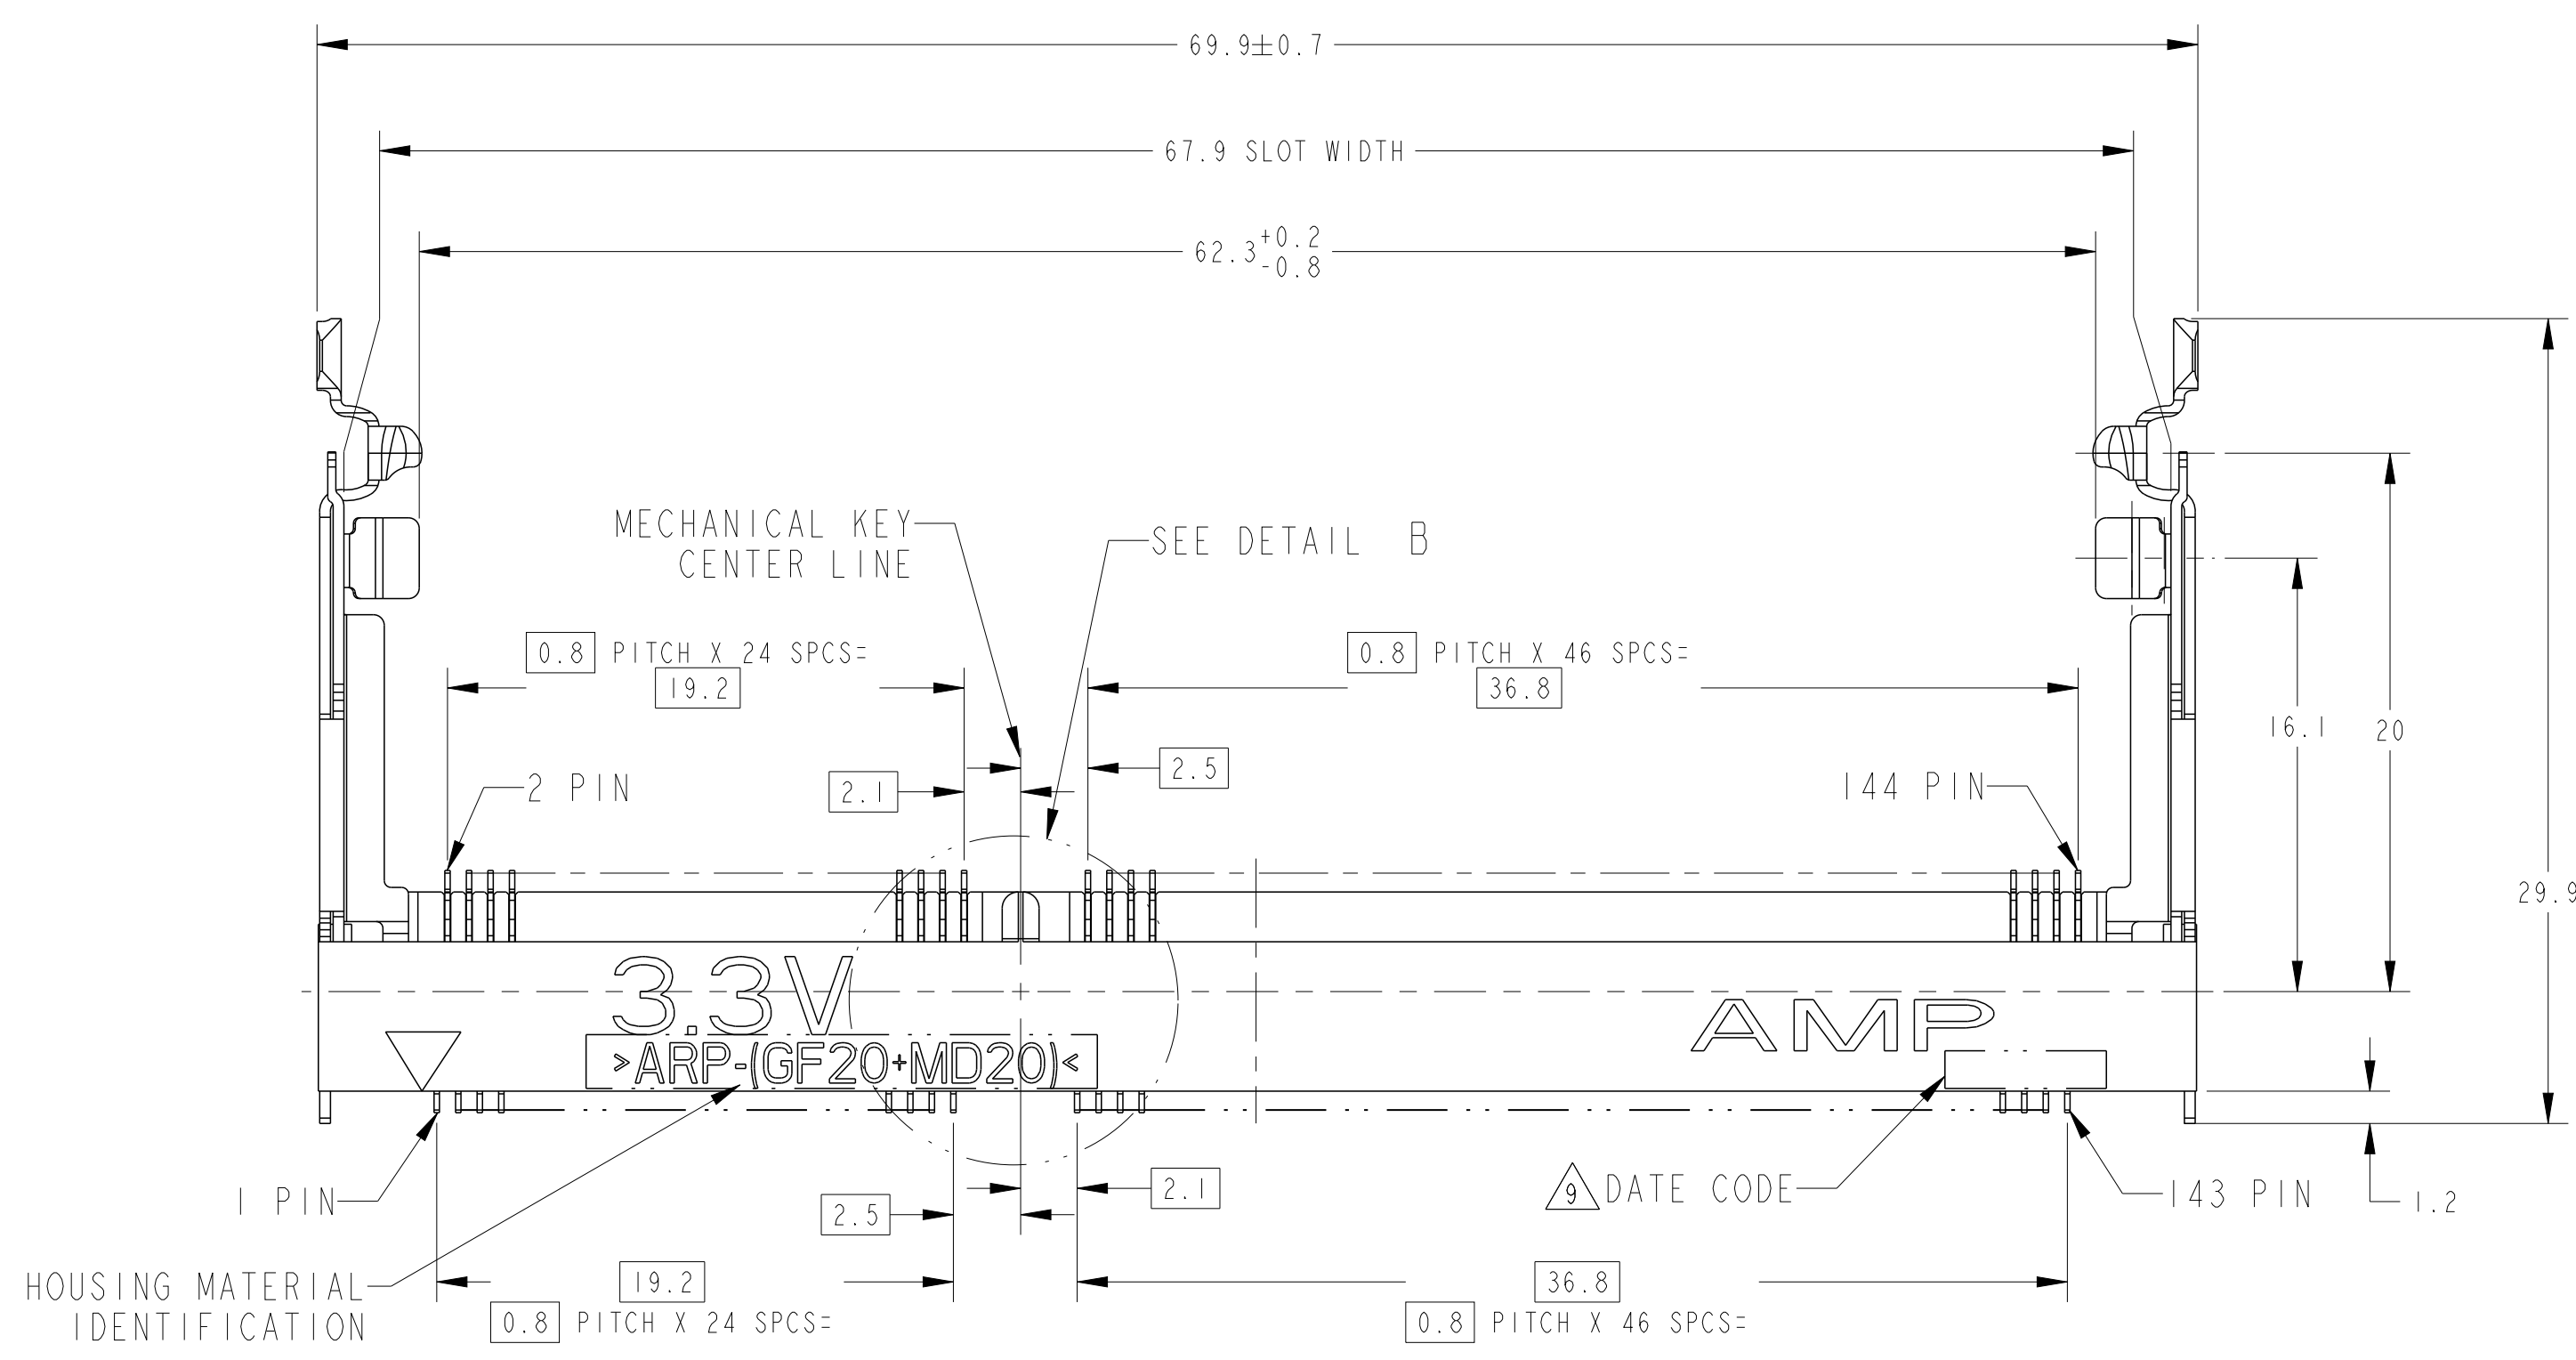 69.9±0.7
67.9 SLOT WIDTH
62.3 +0.2 -0.8
MECHANICAL KEY
CENTER LINE
SEE DETAIL B
0.8 PITCH X 24 SPCS=
19.2
0.8 PITCH X 46 SPCS=
36.8
16.1
20
2.5
2.1
2 PIN
144 PIN
29.9
3.3V
AMP
>ARP-(GF20+MD20)<
1 PIN
2.5
2.1
9 DATE CODE
143 PIN
1.2
HOUSING MATERIAL
IDENTIFICATION
19.2
0.8 PITCH X 24 SPCS=
36.8
0.8 PITCH X 46 SPCS=